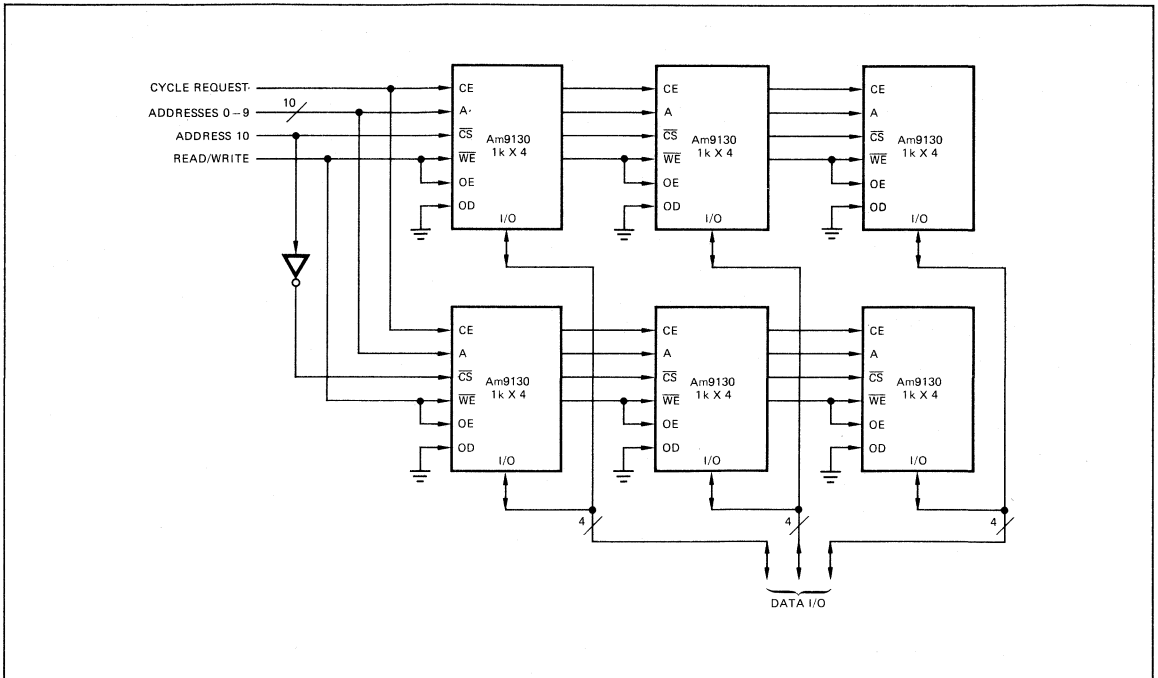 CYCLE REQUEST
ADDRESSES 0 – 9
10
ADDRESS 10
READ/WRITE
CE
A
CS
WE
OE
OD
Am9130
1k X 4
I/O
CE
A
CS
WE
OE
OD
Am9130
1k X 4
I/O
CE
A
CS
WE
OE
OD
Am9130
1k X 4
I/O
CE
A
CS
WE
OE
OD
Am9130
1k X 4
I/O
CE
A
CS
WE
OE
OD
Am9130
1k X 4
I/O
CE
A
CS
WE
OE
OD
Am9130
1k X 4
I/O
4
4
4
DATA I/O